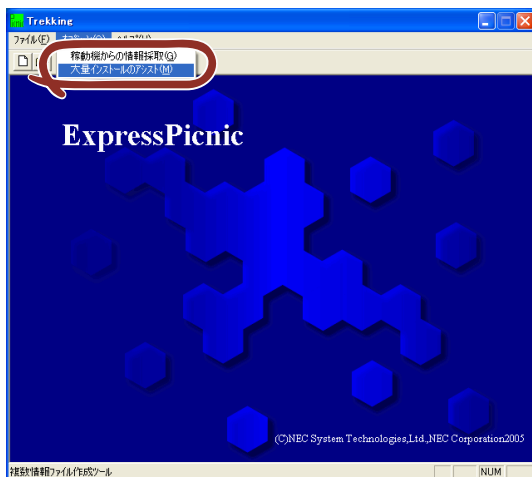 Trekking
ファイル(F)
稼動機からの情報採取(G)
大量インストールのアシスト(M)
ExpressPicnic
(C)NEC System Technologies,Ltd.,NEC Corporation2005
複数情報ファイル作成ツール
NUM